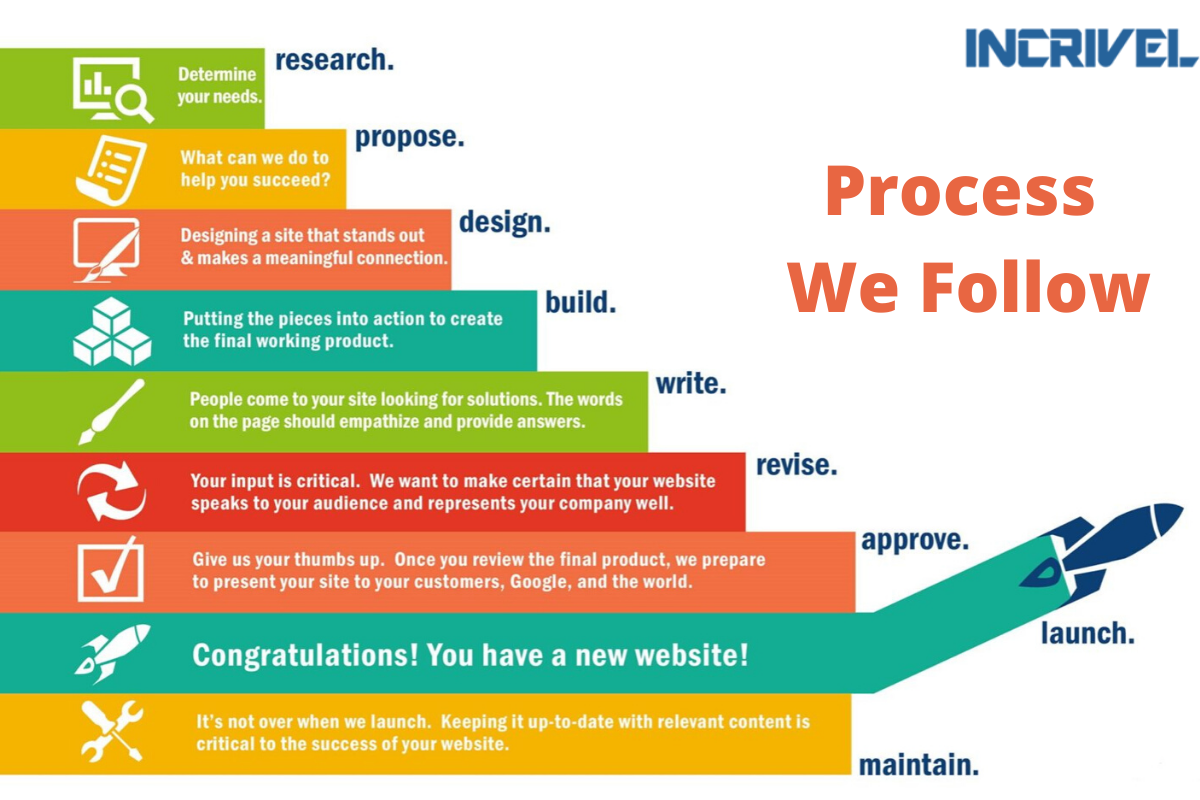 INCRIVEL
Process
We Follow
research.
Determine
your needs.
propose.
What can we do to
help you succeed?
design.
Designing a site that stands out
& makes a meaningful connection.
build.
Putting the pieces into action to create
the final working product.
write.
People come to your site looking for solutions. The words
on the page should empathize and provide answers.
revise.
Your input is critical. We want to make certain that your website
speaks to your audience and represents your company well.
approve.
Give us your thumbs up. Once you review the final product, we prepare
to present your site to your customers, Google, and the world.
launch.
Congratulations! You have a new website!
It's not over when we launch. Keeping it up-to-date with relevant content is
critical to the success of your website.
maintain.